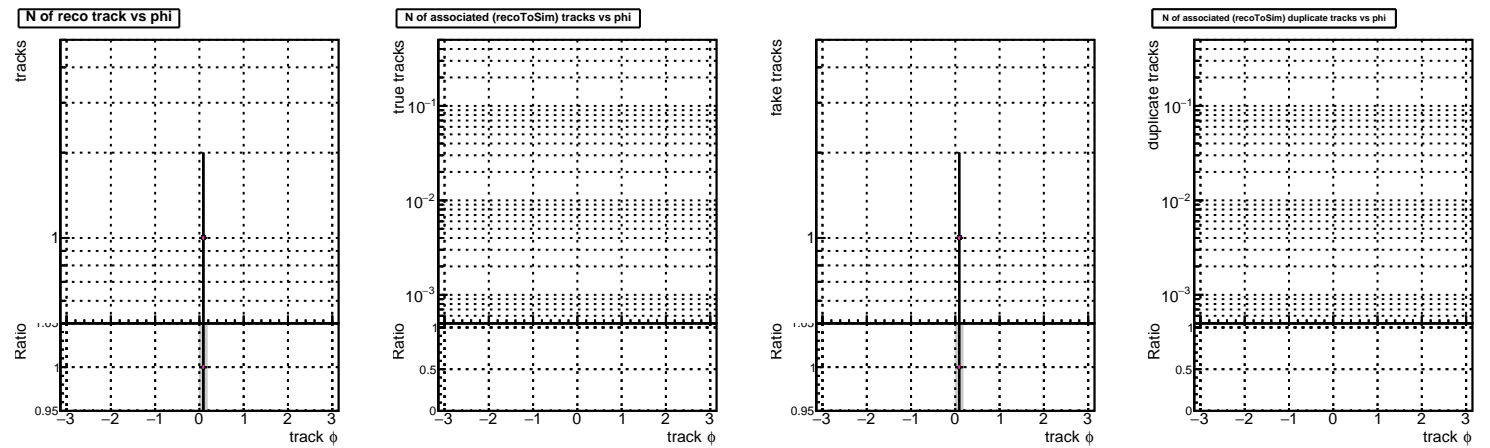 N of reco track vs phi
tracks
1
Ratio
1.05
1
0.95
−3 −2 −1 0 1 2 3
track ϕ
N of associated (recoToSim) tracks vs phi
true tracks
10−1
10−2
10−3
Ratio
1
0.5
0
−3 −2 −1 0 1 2 3
track ϕ
fake tracks
1
Ratio
1.05
1
0.95
−3 −2 −1 0 1 2 3
track ϕ
N of associated (recoToSim) duplicate tracks vs phi
duplicate tracks
10−1
10−2
10−3
Ratio
1
0.5
0
−3 −2 −1 0 1 2 3
track ϕ